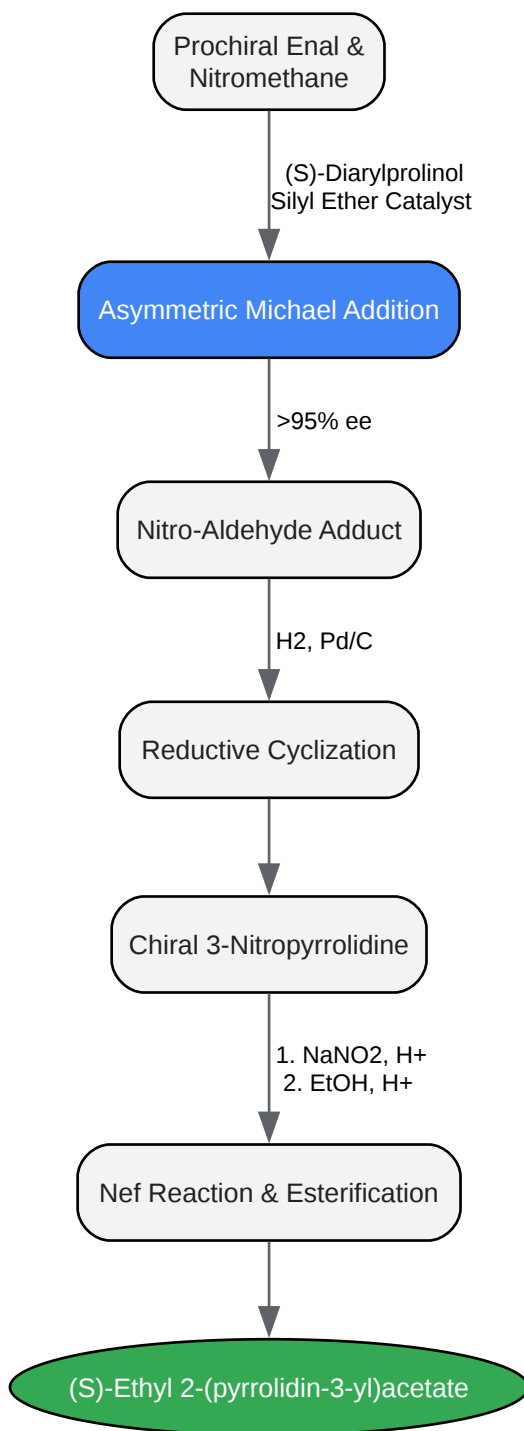 Prochiral Enal &
Nitromethane
(S)-Diarylprolinol
Silyl Ether Catalyst
Asymmetric Michael Addition
>95% ee
Nitro-Aldehyde Adduct
H2, Pd/C
Reductive Cyclization
Chiral 3-Nitropyrrolidine
1. NaNO2, H+
2. EtOH, H+
Nef Reaction & Esterification
(S)-Ethyl 2-(pyrrolidin-3-yl)acetate